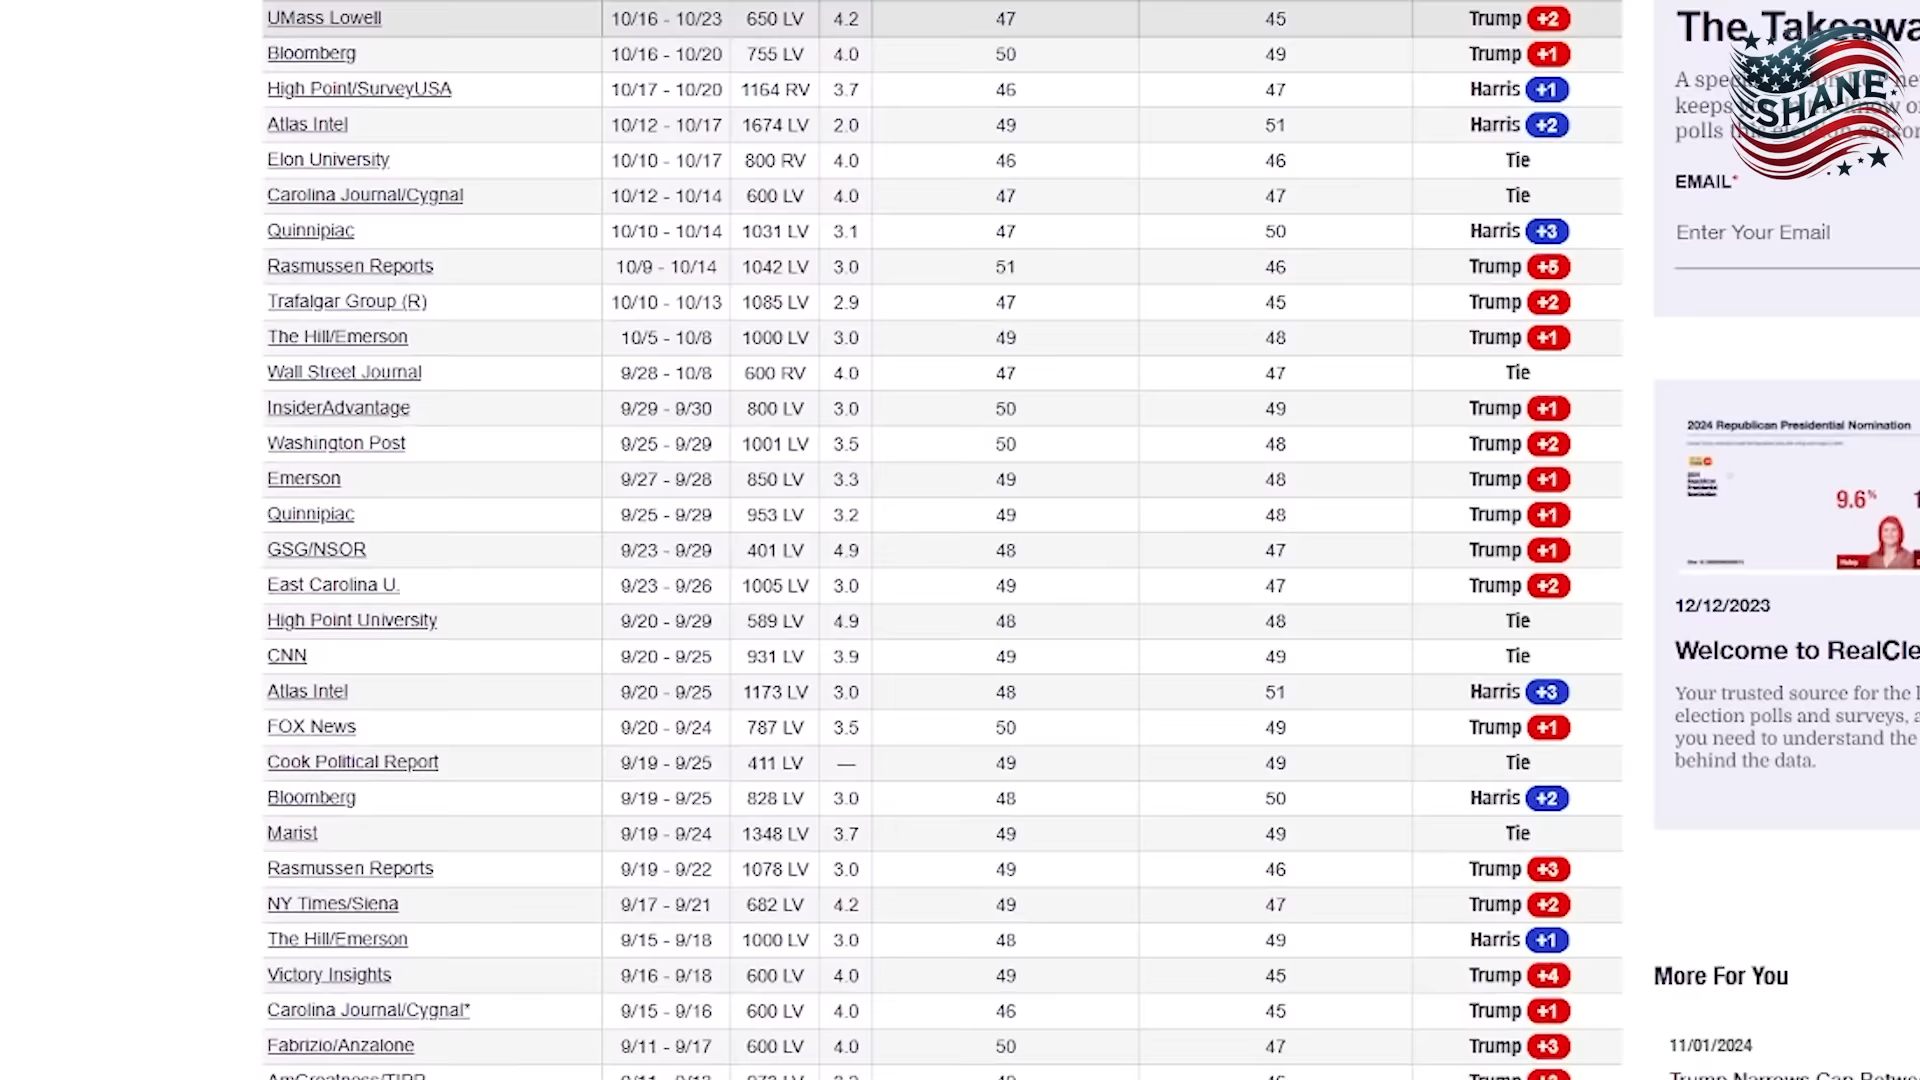 UMass Lowell 10/16 - 10/23 650 LV 4.2 47 45 Trump +2
Bloomberg 10/16 - 10/20 755 LV 4.0 50 49 Trump +1
High Point/SurveyUSA 10/17 - 10/20 1164 RV 3.7 46 47 Harris +1
Atlas Intel 10/12 - 10/17 1674 LV 2.0 49 51 Harris +2
Elon University 10/10 - 10/17 800 RV 4.0 46 46 Tie
Carolina Journal/Cygnal 10/12 - 10/14 600 LV 4.0 47 47 Tie
Quinnipiac 10/10 - 10/14 1031 LV 3.1 47 50 Harris +3
Rasmussen Reports 10/9 - 10/14 1042 LV 3.0 51 46 Trump +5
Trafalgar Group (R) 10/10 - 10/13 1085 LV 2.9 47 45 Trump +2
The Hill/Emerson 10/5 - 10/8 1000 LV 3.0 49 48 Trump +1
Wall Street Journal 9/28 - 10/8 600 RV 4.0 47 47 Tie
InsiderAdvantage 9/29 - 9/30 800 LV 3.0 50 49 Trump +1
Washington Post 9/25 - 9/29 1001 LV 3.5 50 48 Trump +2
Emerson 9/27 - 9/28 850 LV 3.3 49 48 Trump +1
Quinnipiac 9/25 - 9/29 953 LV 3.2 49 48 Trump +1
GSG/NSOR 9/23 - 9/29 401 LV 4.9 48 47 Trump +1
East Carolina U. 9/23 - 9/26 1005 LV 3.0 49 47 Trump +2
High Point University 9/20 - 9/29 589 LV 4.9 48 48 Tie
CNN 9/20 - 9/25 931 LV 3.9 49 49 Tie
Atlas Intel 9/20 - 9/25 1173 LV 3.0 48 51 Harris +3
FOX News 9/20 - 9/24 787 LV 3.5 50 49 Trump +1
Cook Political Report 9/19 - 9/25 411 LV — 49 49 Tie
Bloomberg 9/19 - 9/25 828 LV 3.0 48 50 Harris +2
Marist 9/19 - 9/24 1348 LV 3.7 49 49 Tie
Rasmussen Reports 9/19 - 9/22 1078 LV 3.0 49 46 Trump +3
NY Times/Siena 9/17 - 9/21 682 LV 4.2 49 47 Trump +2
The Hill/Emerson 9/15 - 9/18 1000 LV 3.0 48 49 Harris +1
Victory Insights 9/16 - 9/18 600 LV 4.0 49 45 Trump +4
Carolina Journal/Cygnal* 9/15 - 9/16 600 LV 4.0 46 45 Trump +1
Fabrizio/Anzalone 9/11 - 9/17 600 LV 4.0 50 47 Trump +3
The Takeawa
A
keeps
polls
SHANE
EMAIL*
Enter Your Email
2024 Republican Presidential Nomination
9.6%
12/12/2023
Welcome to RealCle
Your trusted source for the l
election polls and surveys, a
you need to understand the
behind the data.
More For You
11/01/2024